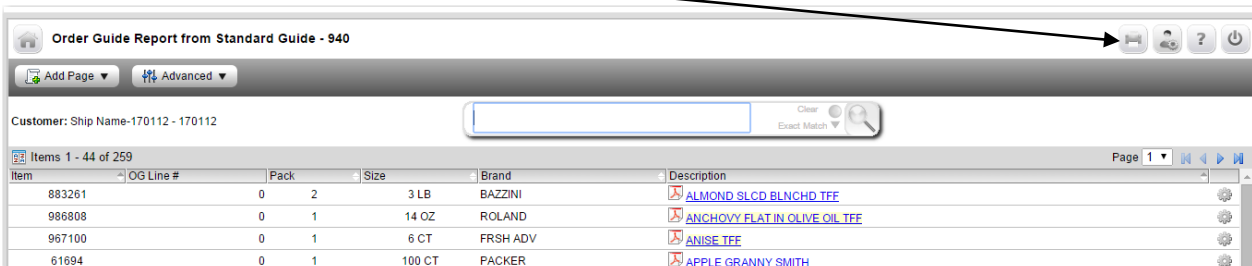 Order Guide Report from Standard Guide - 940
?
Add Page ▼ Advanced ▼
Customer: Ship Name-170112 - 170112
Clear
Exact Match ▼
Items 1 - 44 of 259 Page 1 ▼
Item OG Line # Pack Size Brand Description
883261 0 2 3 LB BAZZINI ALMOND SLCD BLNCHD TFF
986808 0 1 14 OZ ROLAND ANCHOVY FLAT IN OLIVE OIL TFF
967100 0 1 6 CT FRSH ADV ANISE TFF
61694 0 1 100 CT PACKER APPLE GRANNY SMITH